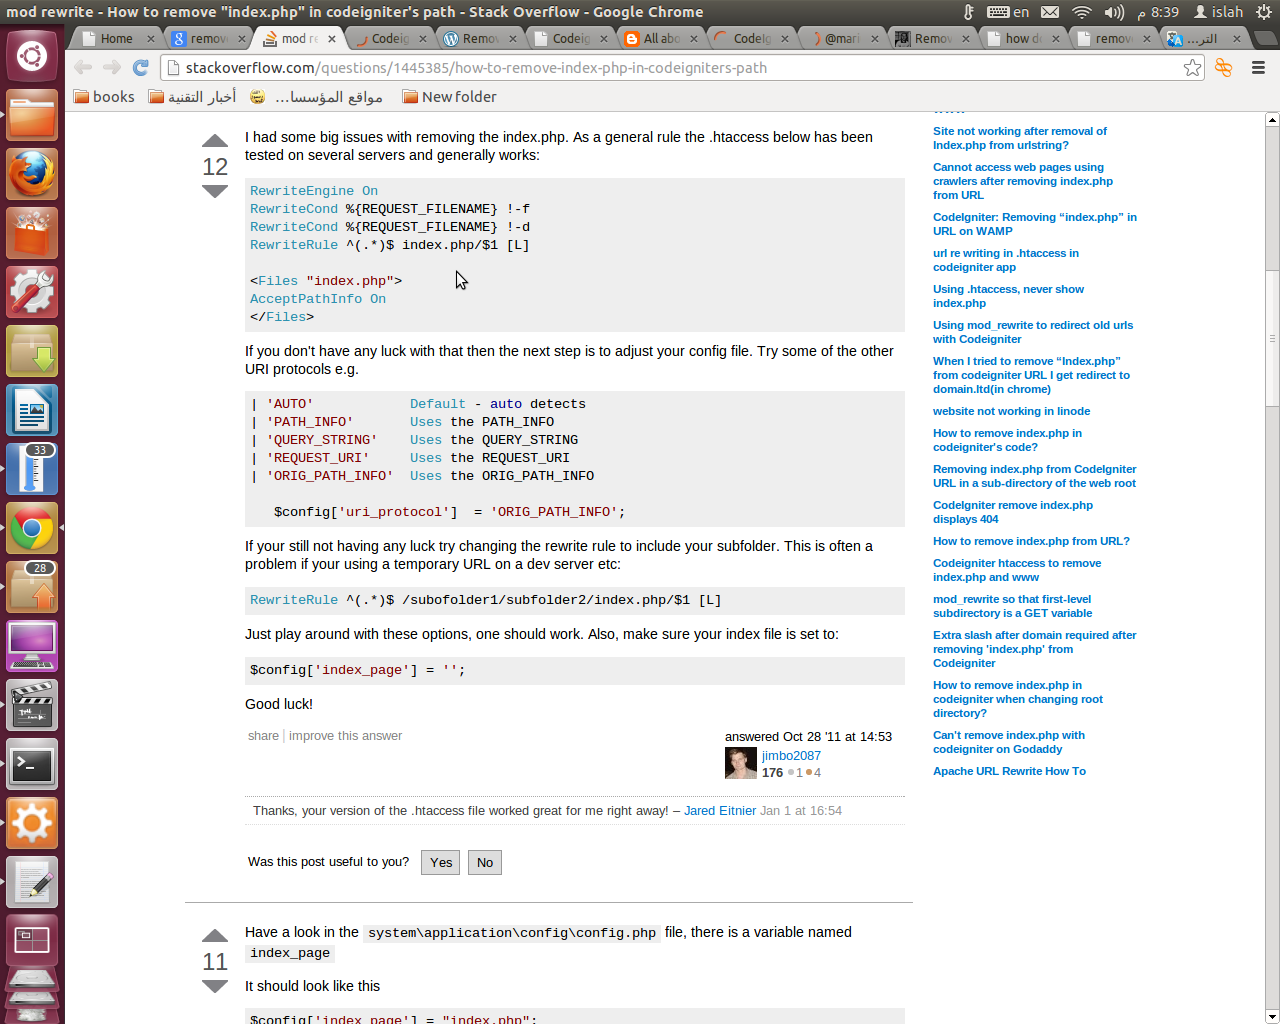 mod rewrite - How to remove "index.php" in codeigniter's path - Stack Overflow - Google Chrome
en
8:39 م
islah
Home
remov
mod re
Codeig
Remo
Codeig
All abo
CodeIg
@mari
Remov
how d
remov
التر...
stackoverflow.com/questions/1445385/how-to-remove-index-php-in-codeigniters-path
books
أخبار التقنية
مواقع المؤسسا...
New folder
12
I had some big issues with removing the index.php. As a general rule the .htaccess below has been
tested on several servers and generally works:
RewriteEngine On
RewriteCond %{REQUEST_FILENAME} !-f
RewriteCond %{REQUEST_FILENAME} !-d
RewriteRule ^(.*)$ index.php/$1 [L]
<Files "index.php">
AcceptPathInfo On
</Files>
If you don't have any luck with that then the next step is to adjust your config file. Try some of the other
URI protocols e.g.
| 'AUTO' Default - auto detects
| 'PATH_INFO' Uses the PATH_INFO
| 'QUERY_STRING' Uses the QUERY_STRING
| 'REQUEST_URI' Uses the REQUEST_URI
| 'ORIG_PATH_INFO' Uses the ORIG_PATH_INFO
$config['uri_protocol'] = 'ORIG_PATH_INFO';
If your still not having any luck try changing the rewrite rule to include your subfolder. This is often a
problem if your using a temporary URL on a dev server etc:
RewriteRule ^(.*)$ /subofolder1/subfolder2/index.php/$1 [L]
Just play around with these options, one should work. Also, make sure your index file is set to:
$config['index_page'] = '';
Good luck!
share | improve this answer
answered Oct 28 '11 at 14:53
jimbo2087
176 1 4
Thanks, your version of the .htaccess file worked great for me right away! – Jared Eitnier Jan 1 at 16:54
Was this post useful to you? Yes No
11
Have a look in the system\application\config\config.php file, there is a variable named
index_page
It should look like this
$config['index_page'] = "index.php";
Site not working after removal of
Index.php from urlstring?
Cannot access web pages using
crawlers after removing index.php
from URL
CodeIgniter: Removing “index.php” in
URL on WAMP
url re writing in .htaccess in
codeigniter app
Using .htaccess, never show
index.php
Using mod_rewrite to redirect old urls
with Codeigniter
When I tried to remove “Index.php”
from codeigniter URL I get redirect to
domain.ltd(in chrome)
website not working in linode
How to remove index.php in
codeigniter's code?
Removing index.php from CodeIgniter
URL in a sub-directory of the web root
CodeIgniter remove index.php
displays 404
How to remove index.php from URL?
Codeigniter htaccess to remove
index.php and www
mod_rewrite so that first-level
subdirectory is a GET variable
Extra slash after domain required after
removing 'index.php' from
Codeigniter
How to remove index.php in
codeigniter when changing root
directory?
Can't remove index.php with
codeigniter on Godaddy
Apache URL Rewrite How To
33
28